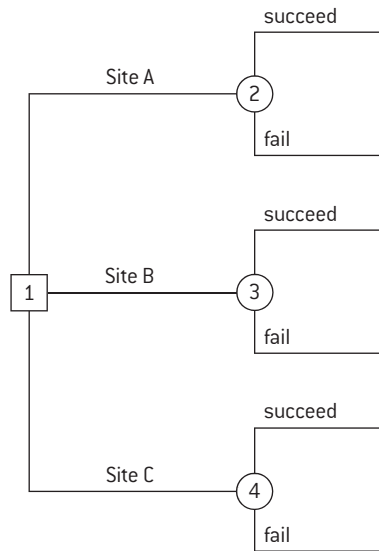 succeed
Site A
2
fail
succeed
1
Site B
3
fail
succeed
Site C
4
fail